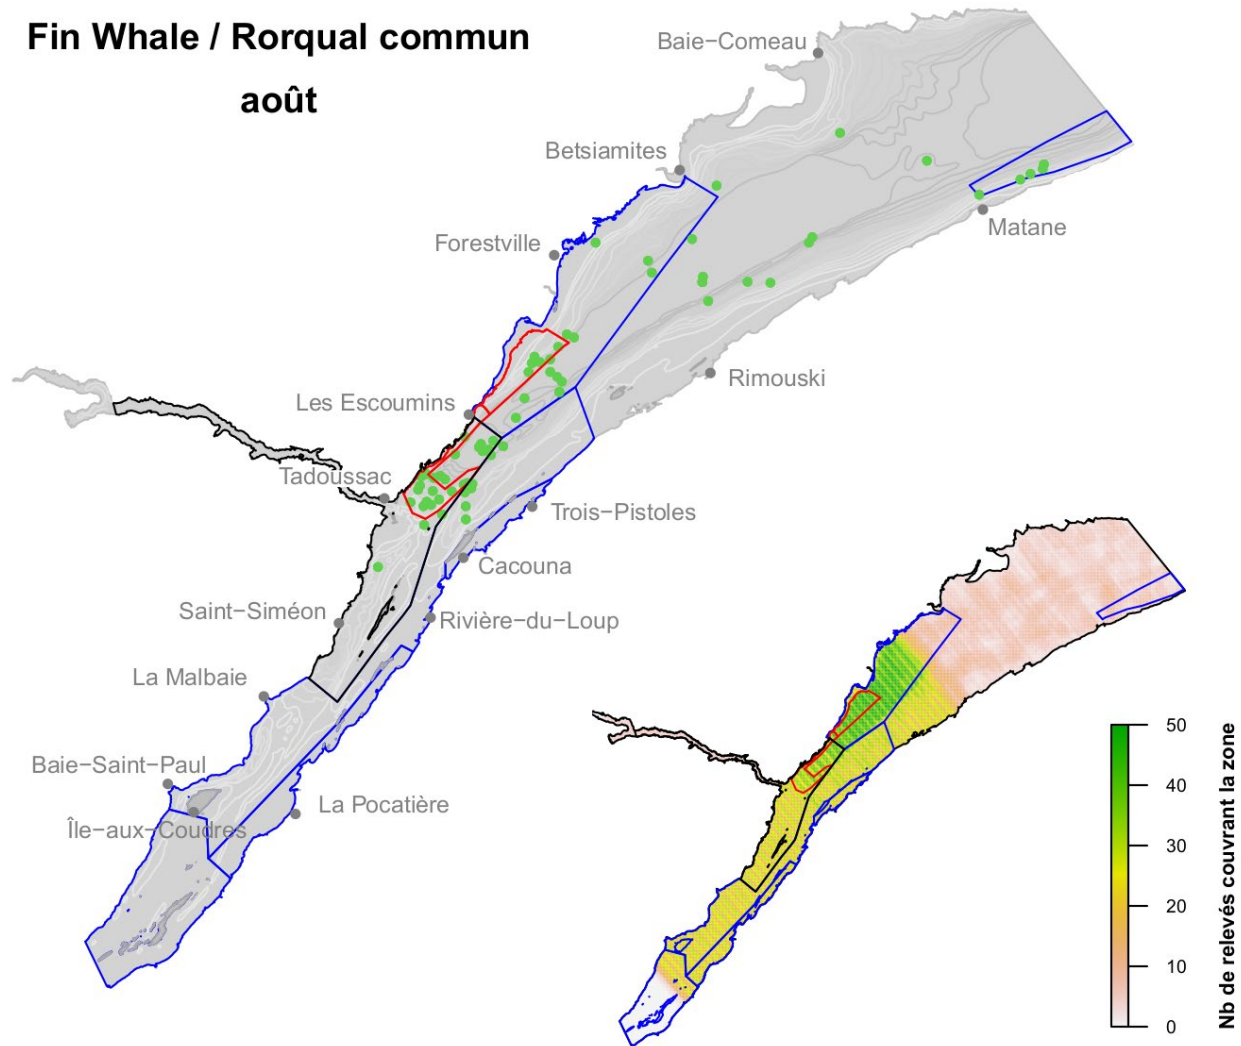 Fin Whale / Rorqual commun
août
Baie−Comeau
Betsiamites
Forestville
Matane
Les Escoumins
Rimouski
Tadoussac
Trois−Pistoles
Cacouna
Saint−Siméon
Rivière−du−Loup
La Malbaie
Baie−Saint−Paul
La Pocatière
Île−aux−Coudres
50
40
30
20
10
0
Nb de relevés couvrant la zone